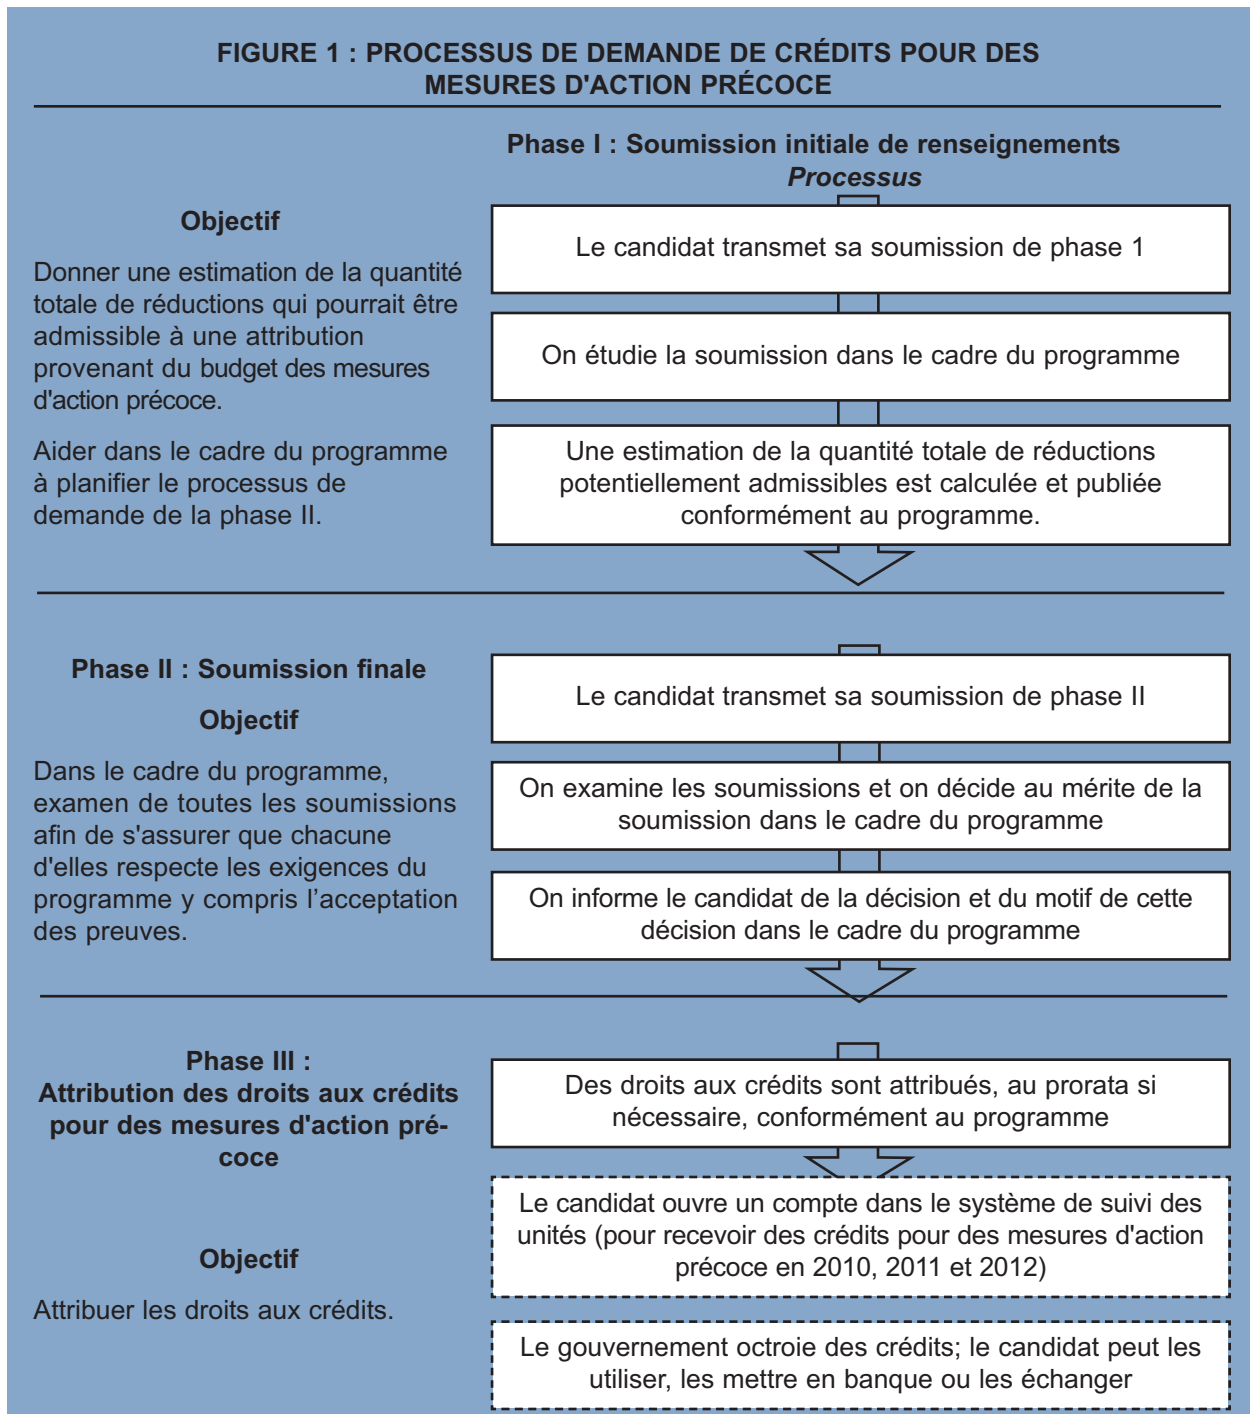 FIGURE 1 : PROCESSUS DE DEMANDE DE CRÉDITS POUR DES
MESURES D'ACTION PRÉCOCE
Phase I : Soumission initiale de renseignements
Processus
Objectif
Donner une estimation de la quantité
totale de réductions qui pourrait être
admissible à une attribution
provenant du budget des mesures
d'action précoce.
Aider dans le cadre du programme
à planifier le processus de
demande de la phase II.
Le candidat transmet sa soumission de phase 1
On étudie la soumission dans le cadre du programme
Une estimation de la quantité totale de réductions
potentiellement admissibles est calculée et publiée
conformément au programme.
Phase II : Soumission finale
Objectif
Dans le cadre du programme,
examen de toutes les soumissions
afin de s'assurer que chacune
d'elles respecte les exigences du
programme y compris l’acceptation
des preuves.
Le candidat transmet sa soumission de phase II
On examine les soumissions et on décide au mérite de la
soumission dans le cadre du programme
On informe le candidat de la décision et du motif de cette
décision dans le cadre du programme
Phase III :
Attribution des droits aux crédits
pour des mesures d'action pré-
coce
Objectif
Attribuer les droits aux crédits.
Des droits aux crédits sont attribués, au prorata si
nécessaire, conformément au programme
Le candidat ouvre un compte dans le système de suivi des
unités (pour recevoir des crédits pour des mesures d'action
précoce en 2010, 2011 et 2012)
Le gouvernement octroie des crédits; le candidat peut les
utiliser, les mettre en banque ou les échanger